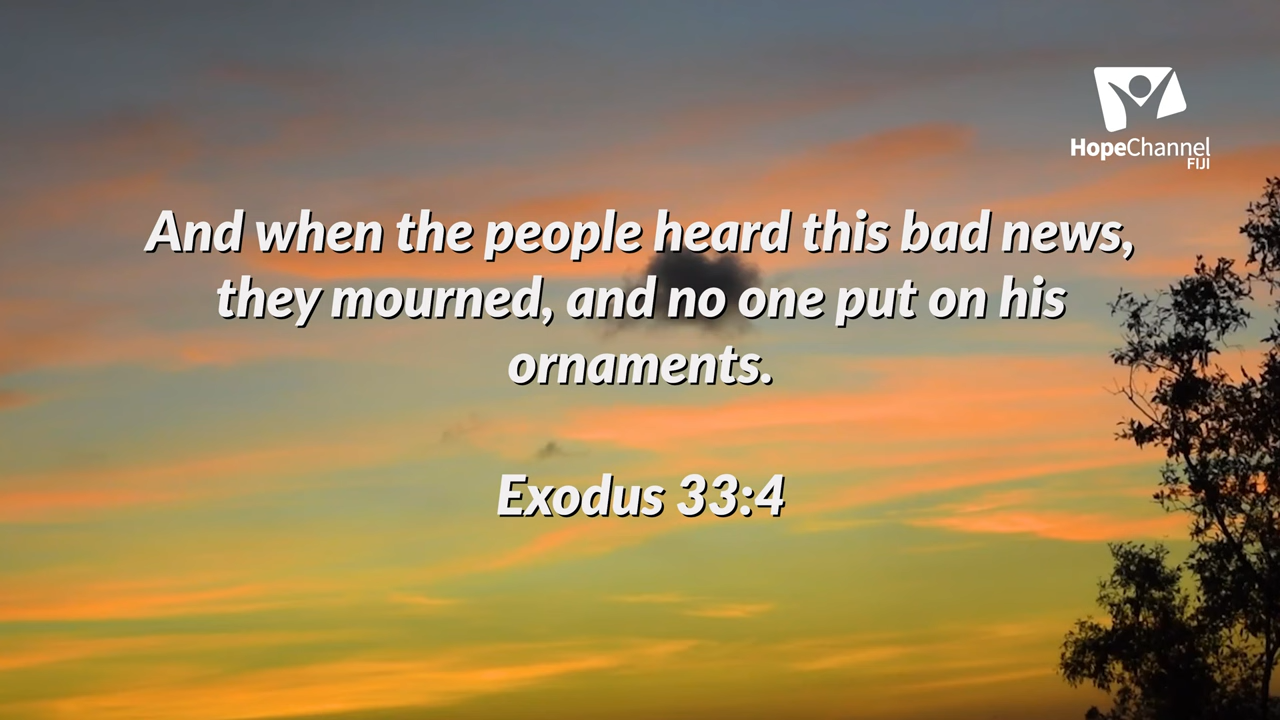 HopeChannel
FIJI
And when the people heard this bad news,
they mourned, and no one put on his
ornaments.
Exodus 33:4